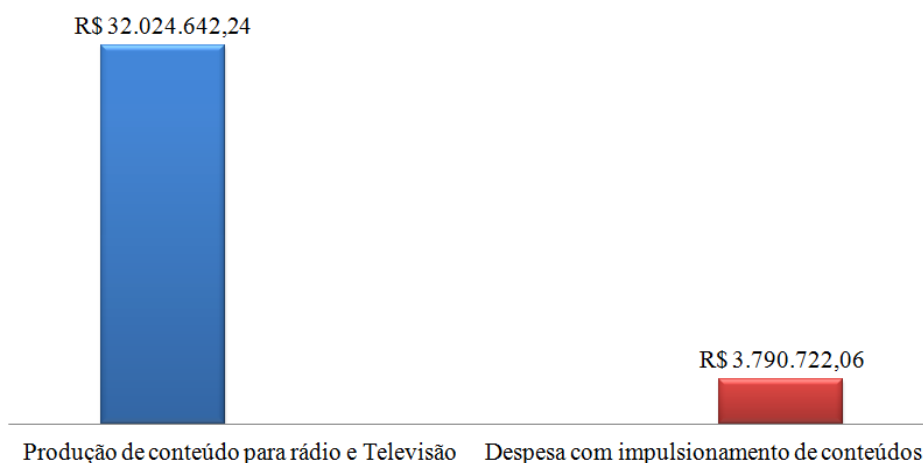 R$ 32.024.642,24
R$ 3.790.722,06
Produção de conteúdo para rádio e Televisão
Despesa com impulsionamento de conteúdos